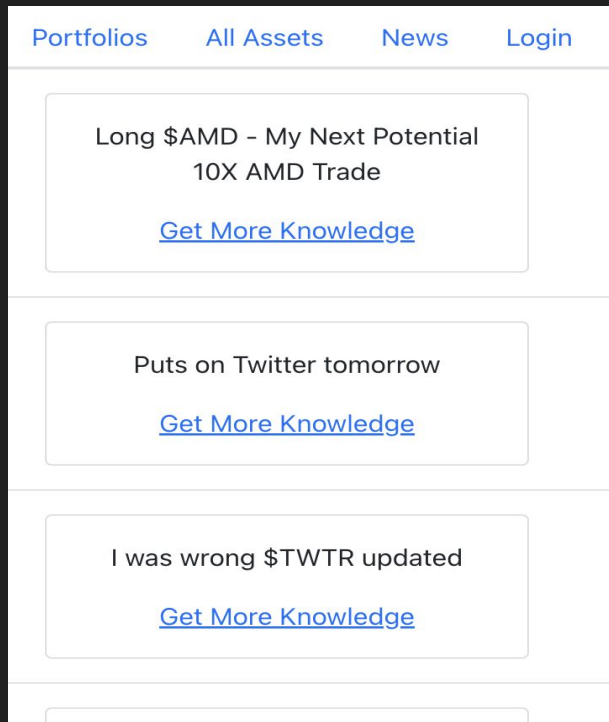 Portfolios All Assets News Login
Long $AMD - My Next Potential
10X AMD Trade
Get More Knowledge
Puts on Twitter tomorrow
Get More Knowledge
I was wrong $TWTR updated
Get More Knowledge